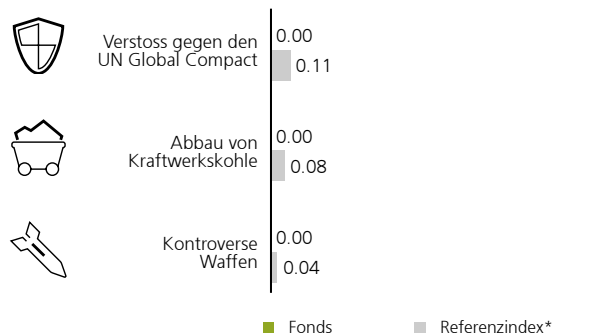 Verstoss gegen den
UN Global Compact
0.00
0.11
Abbau von
Kraftwerkskohle
0.00
0.08
Kontroverse
Waffen
0.00
0.04
Fonds Referenzindex*